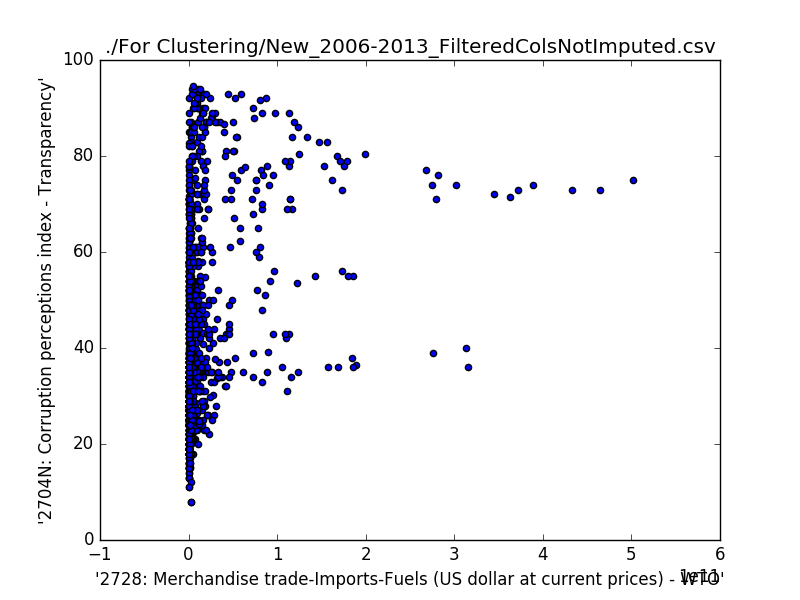 ./For Clustering/New_2006-2013_FilteredColsNotImputed.csv
100
80
60
40
20
0
'2704N: Corruption perceptions index - Transparency'
−1 0 1 2 3 4 5 6
1e11
'2728: Merchandise trade-Imports-Fuels (US dollar at current prices) - WTO'